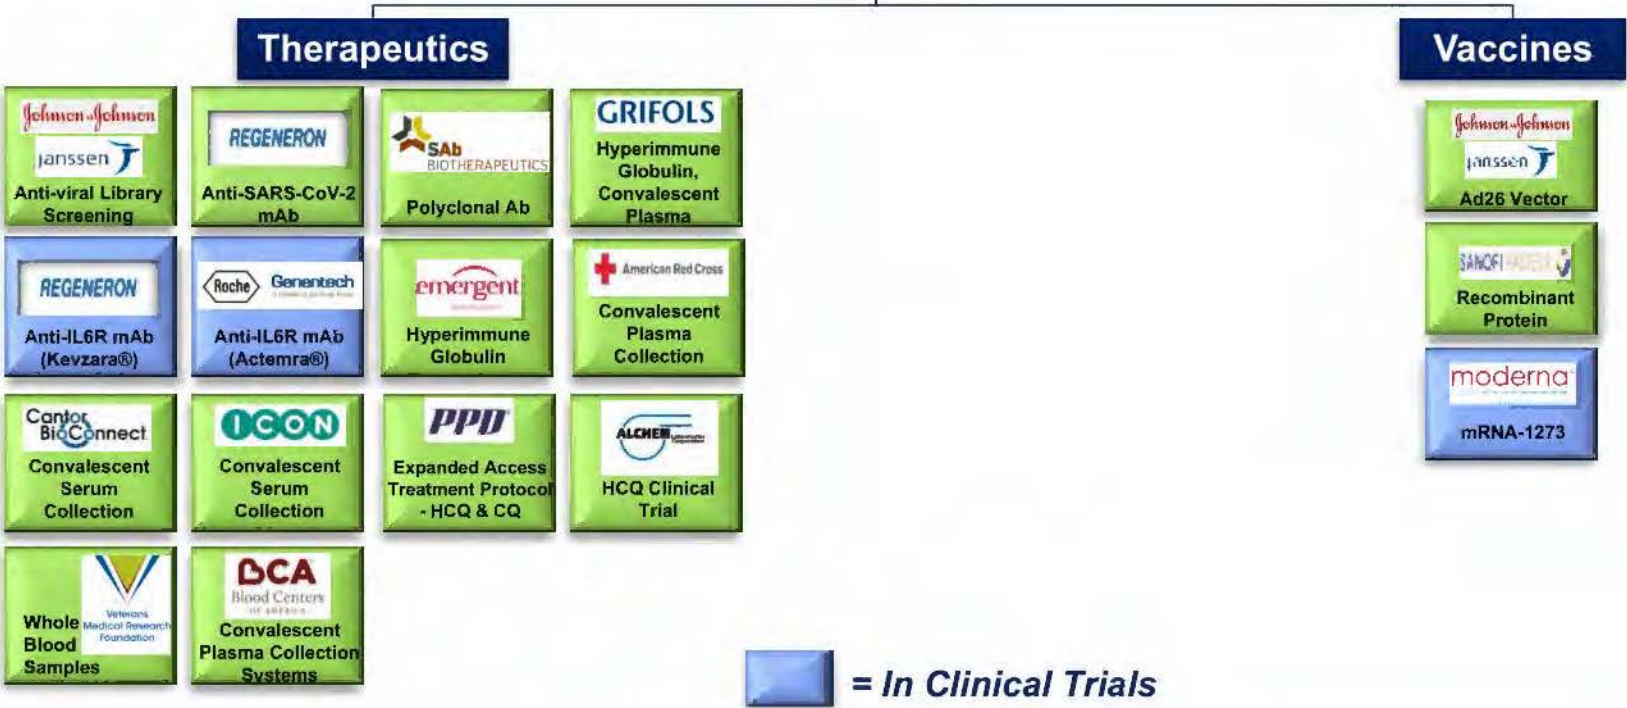 Therapeutics
Vaccines
Johnson & Johnson
janssen
Anti-viral Library
Screening
REGENERON
Anti-SARS-CoV-2
mAb
SAb
BIOTHERAPEUTICS
Polyclonal Ab
GRIFOLS
Hyperimmune
Globulin,
Convalescent
Plasma
REGENERON
Anti-IL6R mAb
(Kevzara®)
Roche
Genentech
Anti-IL6R mAb
(Actemra®)
emergent
Hyperimmune
Globulin
American Red Cross
Convalescent
Plasma
Collection
Cantor
BioConnect
Convalescent
Serum
Collection
ICON
Convalescent
Serum
Collection
PPD
Expanded Access
Treatment Protocol
- HCQ & CQ
ALCHEM
HCQ Clinical
Trial
Veterans
Medical Research
Foundation
Whole
Blood
Samples
BCA
Blood Centers
OF AMERICA
Convalescent
Plasma Collection
Systems
Johnson & Johnson
janssen
Ad26 Vector
SANOFI
Recombinant
Protein
moderna
mRNA-1273
= In Clinical Trials